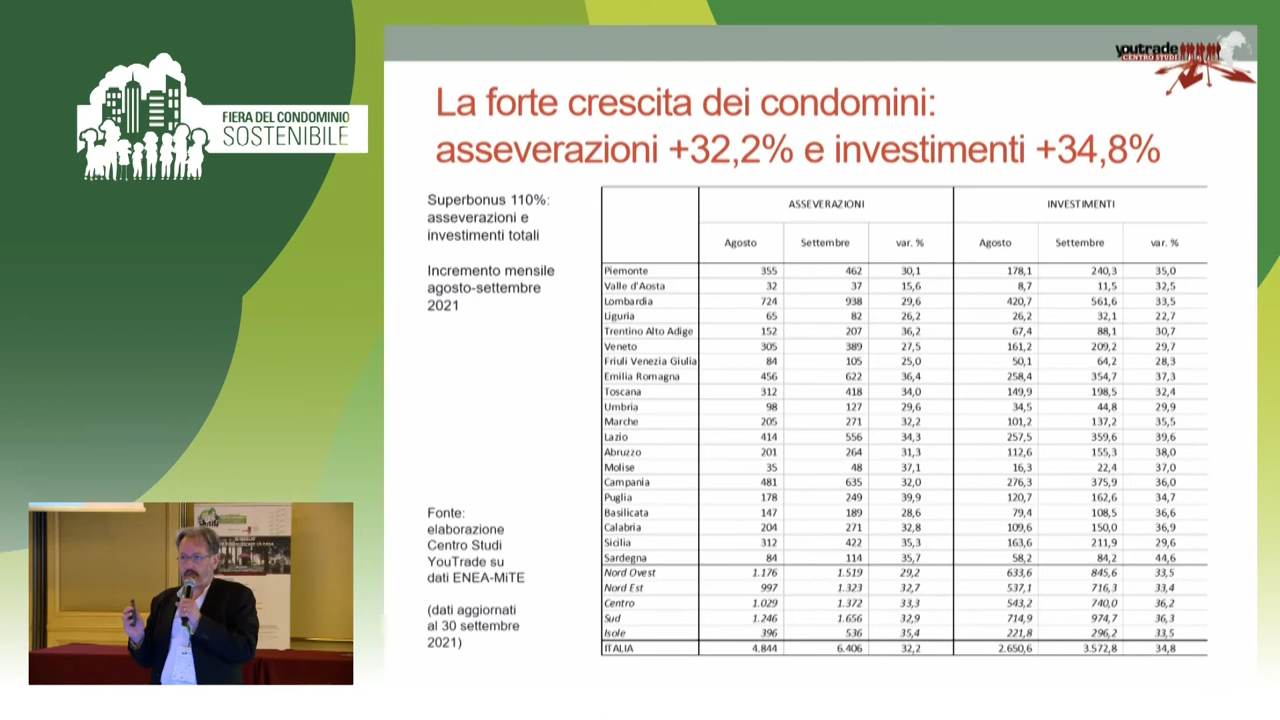 FIERA DEL CONDOMINIO
SOSTENIBILE
youtrade
CENTRO STUDI
La forte crescita dei condomini:
asseverazioni +32,2% e investimenti +34,8%
Superbonus 110%:
asseverazioni e
investimenti totali
Incremento mensile
agosto-settembre
2021
Fonte:
elaborazione
Centro Studi
YouTrade su
dati ENEA-MiTE
(dati aggiornati
al 30 settembre
2021)
ASSEVERAZIONI INVESTIMENTI
Agosto Settembre var. % Agosto Settembre var. %
Piemonte 355 462 30,1 178,1 240,3 35,0
Valle d'Aosta 32 37 15,6 8,7 11,5 32,5
Lombardia 724 938 29,6 420,7 561,6 33,5
Liguria 65 82 26,2 26,2 32,1 22,7
Trentino Alto Adige 152 207 36,2 67,4 88,1 30,7
Veneto 305 389 27,5 161,2 209,2 29,7
Friuli Venezia Giulia 84 105 25,0 50,1 64,2 28,3
Emilia Romagna 456 622 36,4 258,4 354,7 37,3
Toscana 312 418 34,0 149,9 198,5 32,4
Umbria 98 127 29,6 34,5 44,8 29,9
Marche 205 271 32,2 101,2 137,2 35,5
Lazio 414 556 34,3 257,5 359,6 39,6
Abruzzo 201 264 31,3 112,6 155,3 38,0
Molise 35 48 37,1 16,3 22,4 37,0
Campania 481 635 32,0 276,3 375,9 36,0
Puglia 178 249 39,9 120,7 162,6 34,7
Basilicata 147 189 28,6 79,4 108,5 36,6
Calabria 204 271 32,8 109,6 150,0 36,9
Sicilia 312 422 35,3 163,6 211,9 29,6
Sardegna 84 114 35,7 58,2 84,2 44,6
Nord Ovest 1.176 1.519 29,2 633,6 845,6 33,5
Nord Est 997 1.323 32,7 537,1 716,3 33,4
Centro 1.029 1.372 33,3 543,2 740,0 36,2
Sud 1.246 1.656 32,9 714,9 974,7 36,3
Isole 396 536 35,4 221,8 296,2 33,5
ITALIA 4.844 6.406 32,2 2.650,6 3.572,8 34,8